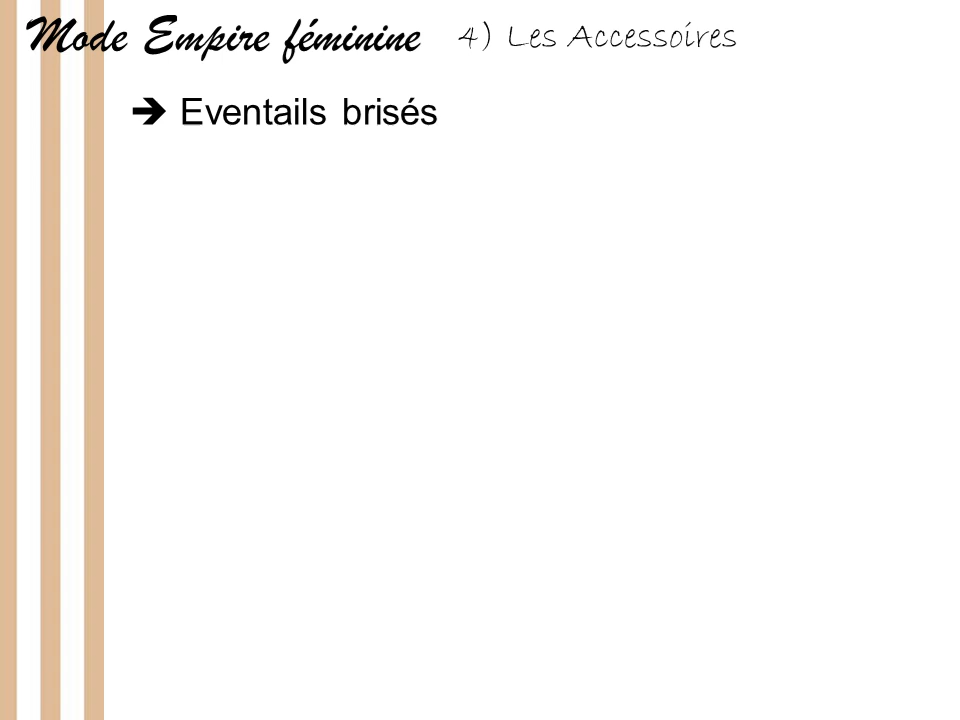 Mode Empire féminine 4) Les Accessoires
➔ Eventails brisés